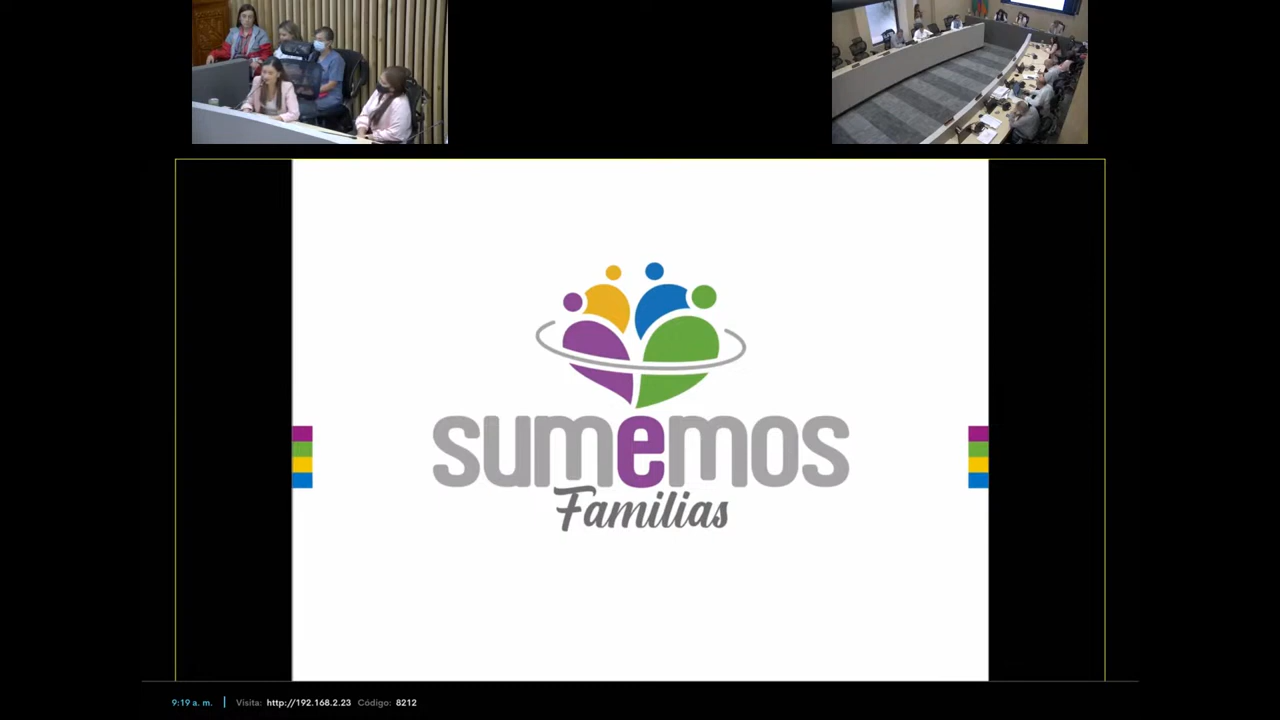 sumemos
Familias
9:19 a. m. | Visita: http://192.168.2.23 Código: 8212